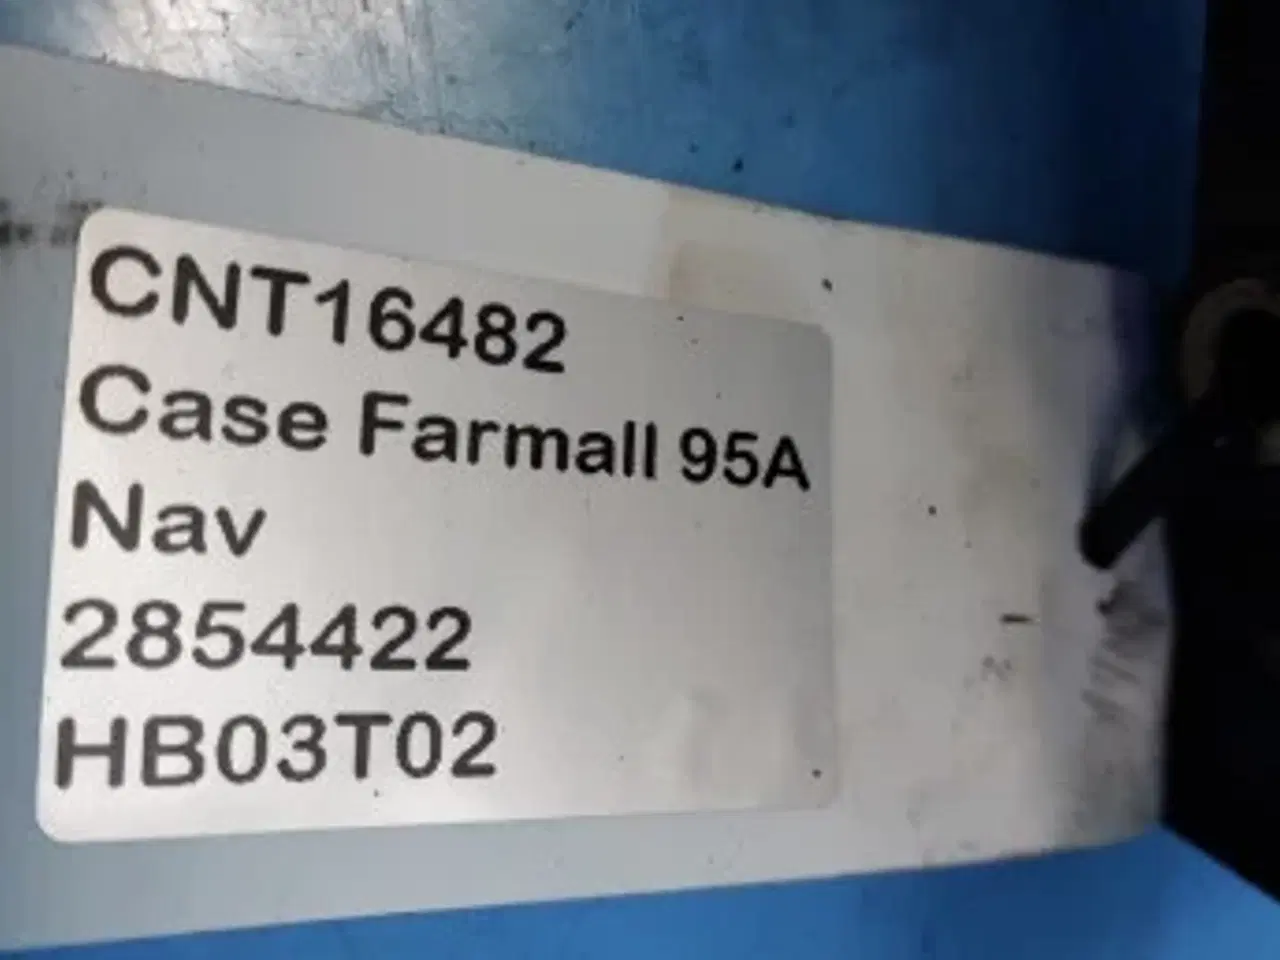 CNT16482
Case Farmall 95A
Nav
2854422
HB03T02